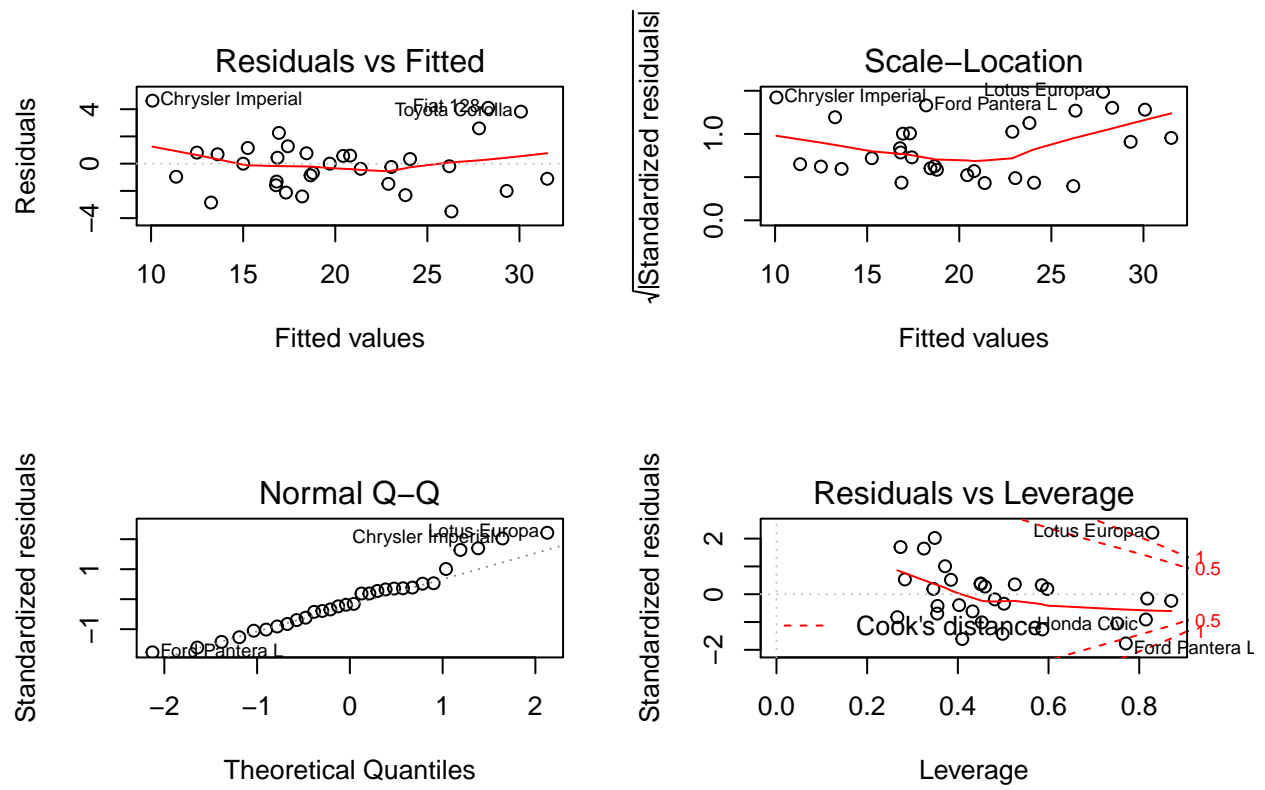 Residuals vs Fitted
Residuals
4
0
−4
Chrysler Imperial
Fiat 128
Toyota Corolla
10 15 20 25 30
Fitted values
Scale−Location
√|Standardized residuals|
1.0
0.0
Chrysler Imperial
Lotus Europa
Ford Pantera L
10 15 20 25 30
Fitted values
Normal Q−Q
Standardized residuals
1
−1
Lotus Europa
Chrysler Imperial
Ford Pantera L
−2 −1 0 1 2
Theoretical Quantiles
Residuals vs Leverage
Standardized residuals
2
0
−2
Lotus Europa
1
0.5
Cook's distance
Honda Civic
0.5
1
Ford Pantera L
0.0 0.2 0.4 0.6 0.8
Leverage